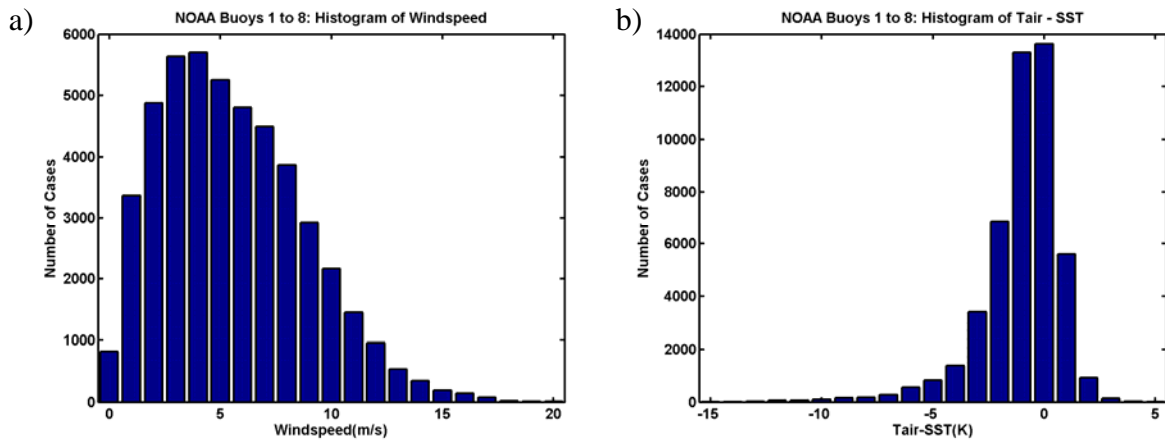 a)
NOAA Buoys 1 to 8: Histogram of Windspeed
6000
5000
4000
3000
2000
1000
0
Number of Cases
0 5 10 15 20
Windspeed(m/s)
b)
NOAA Buoys 1 to 8: Histogram of Tair - SST
14000
12000
10000
8000
6000
4000
2000
0
Number of Cases
-15 -10 -5 0 5
Tair-SST(K)